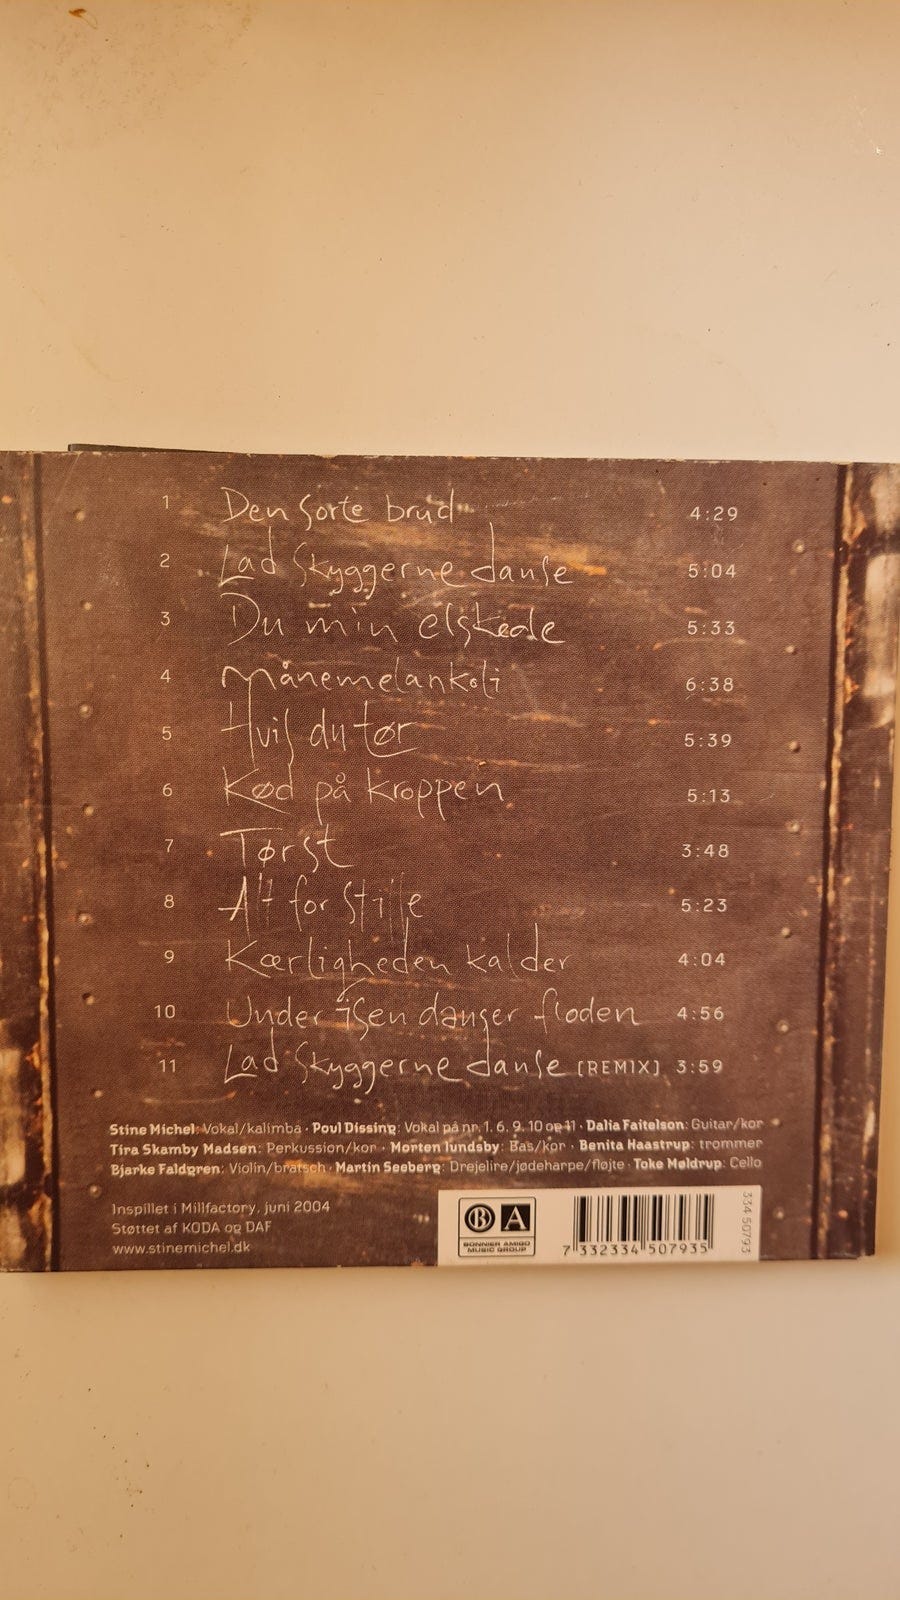 1 Den sorte brud 4:29
2 Lad skyggerne danse 5:04
3 Du min elskede 5:33
4 Månemelankoli 6:38
5 Hvis du tør 5:39
6 Kød på kroppen 5:13
7 Tørst 3:48
8 Alt for stille 5:23
9 Kærligheden kalder 4:04
10 Under isen danser floden 4:56
11 Lad skyggerne danse [REMIX] 3:59
Stine Michel: Vokal/kalimba · Poul Dissing: Vokal på nr. 1, 6, 9, 10 og 11 · Dalia Faitelson: Guitar/kor
Tira Skamby Madsen: Perkussion/kor · Morten lundsby: Bas/kor · Benita Haastrup: trommer
Bjarke Faldgren: Violin/bratsch · Martin Seeberg: Drejelire/jødeharpe/fløjte · Toke Møldrup: Cello
Inspillet i Millfactory, juni 2004
Støttet af KODA og DAF
www.stinemichel.dk
B A
BONNIER AMIGO
MUSIC GROUP
7 332334 507935
334 50793